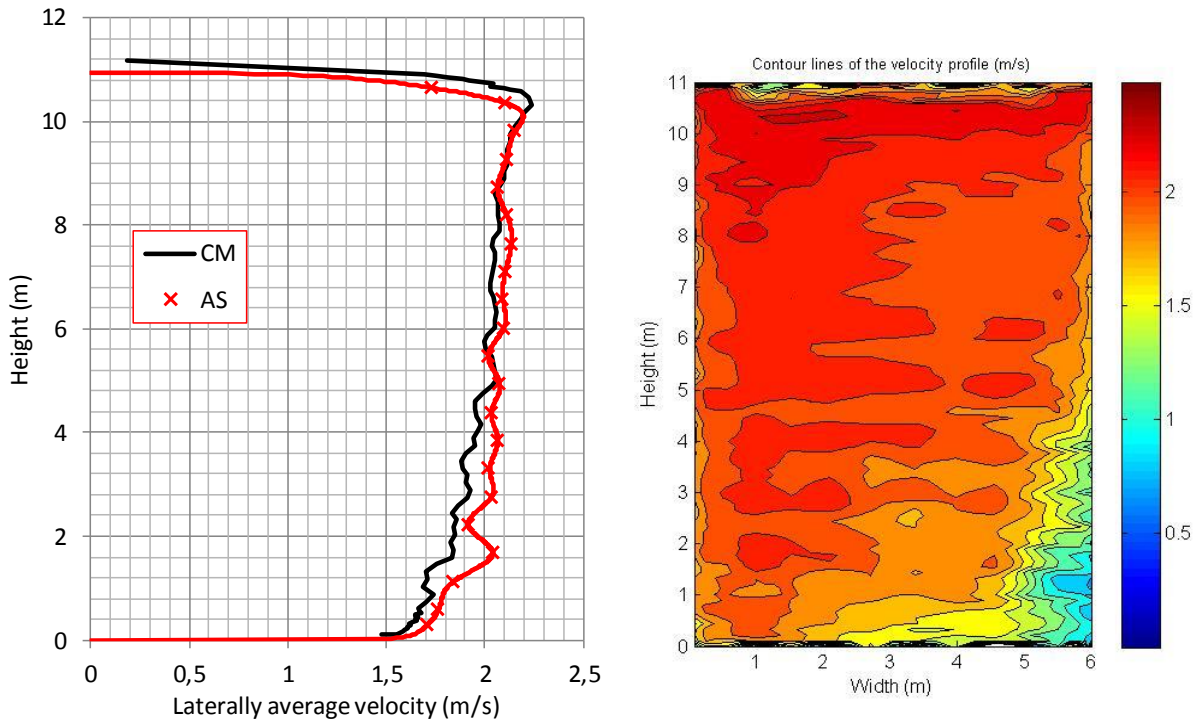 12
10
8
6
4
2
0
Height (m)
CM
AS
0 0,5 1 1,5 2 2,5
Laterally average velocity (m/s)
Contour lines of the velocity profile (m/s)
11
10
9
8
7
6
5
4
3
2
1
0
Height (m)
1 2 3 4 5 6
Width (m)
2
1.5
1
0.5